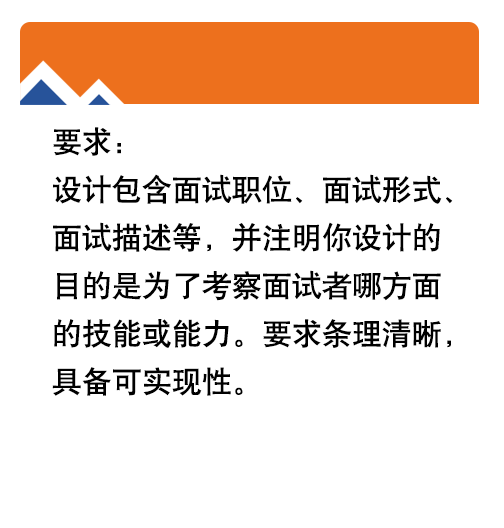 要求：
设计包含面试职位、面试形式、
面试描述等，并注明你设计的
目的是为了考察面试者哪方面
的技能或能力。要求条理清晰，
具备可实现性。